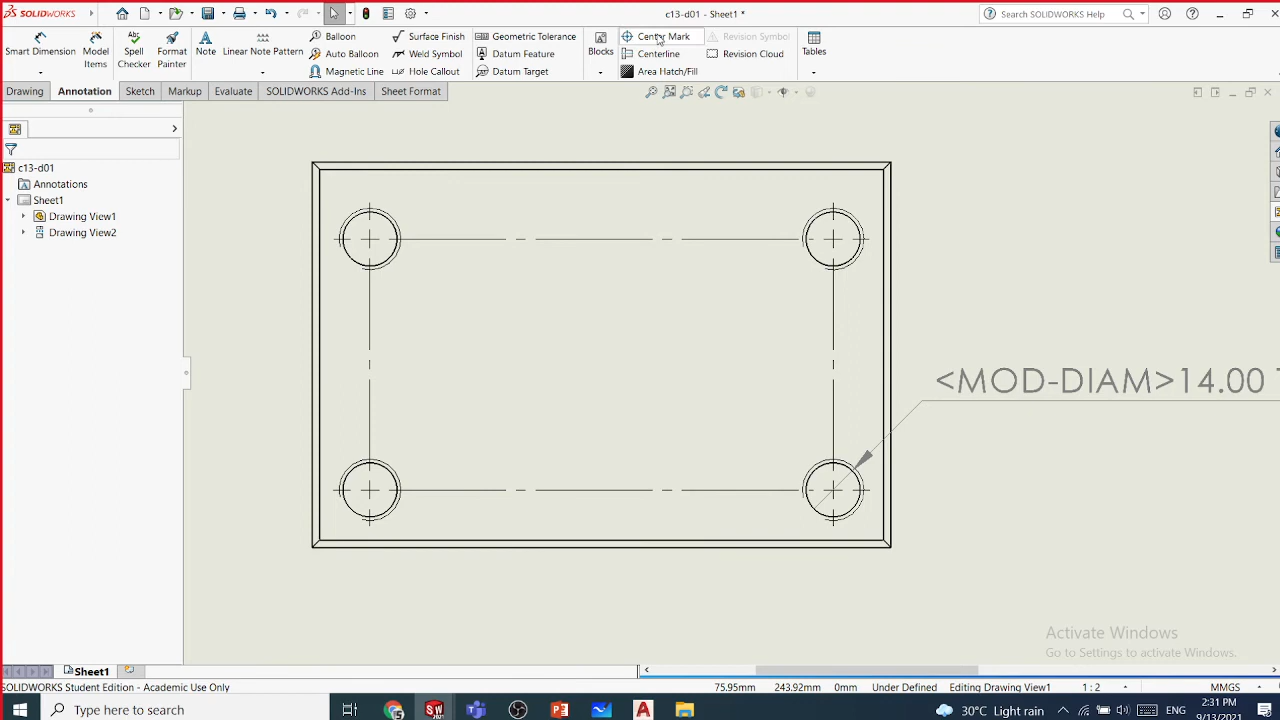 SOLIDWORKS
c13-d01 - Sheet1 *
Search SOLIDWORKS Help
Smart Dimension
Model Items
Spell Checker
Format Painter
Note
Linear Note Pattern
Balloon
Auto Balloon
Magnetic Line
Surface Finish
Weld Symbol
Hole Callout
Geometric Tolerance
Datum Feature
Datum Target
Blocks
Center Mark
Centerline
Area Hatch/Fill
Revision Symbol
Revision Cloud
Tables
Drawing
Annotation
Sketch
Markup
Evaluate
SOLIDWORKS Add-Ins
Sheet Format
c13-d01
Annotations
Sheet1
Drawing View1
Drawing View2
<MOD-DIAM>14.00
Activate Windows
Go to Settings to activate Windows.
Sheet1
SOLIDWORKS Student Edition - Academic Use Only
75.95mm
243.92mm
0mm
Under Defined
Editing Drawing View1
1 : 2
MMGS
Type here to search
30°C Light rain
ENG
2:31 PM